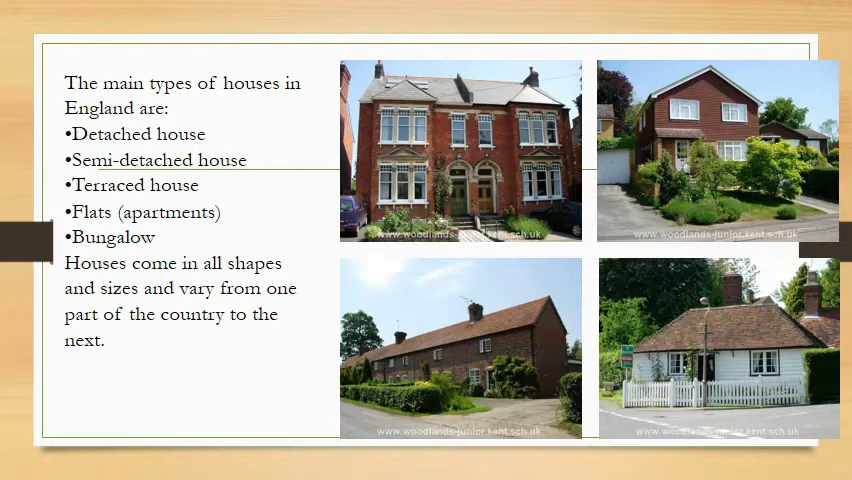 The main types of houses in
England are:
•Detached house
•Semi-detached house
•Terraced house
•Flats (apartments)
•Bungalow
Houses come in all shapes
and sizes and vary from one
part of the country to the
next.
www.woodlands-junior.kent.sch.uk
www.woodlands-junior.kent.sch.uk
www.woodlands-junior.kent.sch.uk
www.woodlands-junior.kent.sch.uk